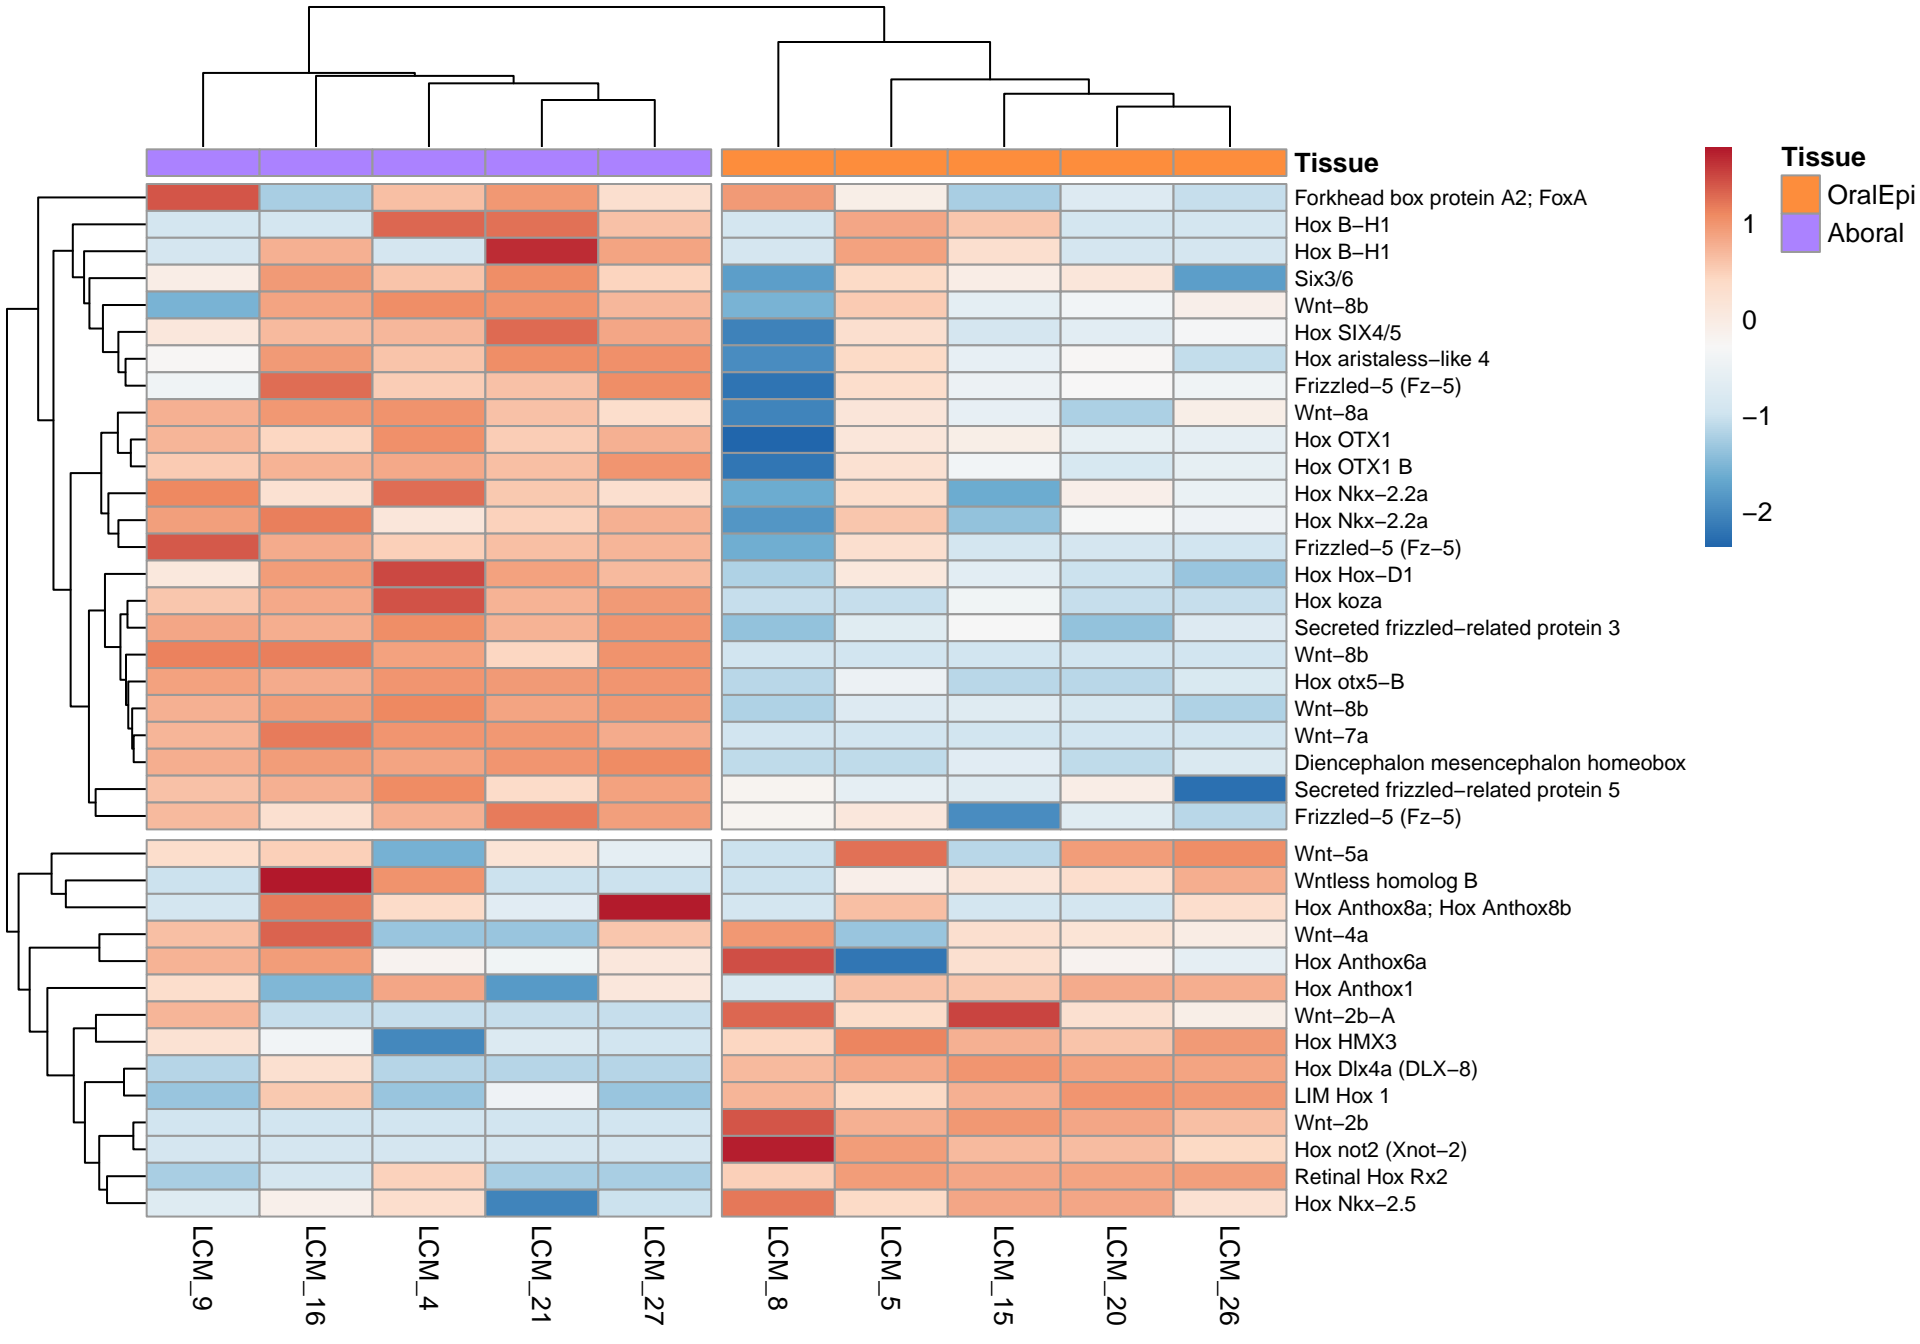 Tissue
Forkhead box protein A2; FoxA
Hox B−H1
Hox B−H1
Six3/6
Wnt−8b
Hox SIX4/5
Hox aristaless−like 4
Frizzled−5 (Fz−5)
Wnt−8a
Hox OTX1
Hox OTX1 B
Hox Nkx−2.2a
Hox Nkx−2.2a
Frizzled−5 (Fz−5)
Hox Hox−D1
Hox koza
Secreted frizzled−related protein 3
Wnt−8b
Hox otx5−B
Wnt−8b
Wnt−7a
Diencephalon mesencephalon homeobox
Secreted frizzled−related protein 5
Frizzled−5 (Fz−5)
Wnt−5a
Wntless homolog B
Hox Anthox8a; Hox Anthox8b
Wnt−4a
Hox Anthox6a
Hox Anthox1
Wnt−2b−A
Hox HMX3
Hox Dlx4a (DLX−8)
LIM Hox 1
Wnt−2b
Hox not2 (Xnot−2)
Retinal Hox Rx2
Hox Nkx−2.5
LCM_9
LCM_16
LCM_4
LCM_21
LCM_27
LCM_8
LCM_5
LCM_15
LCM_20
LCM_26
1
0
−1
−2
Tissue
OralEpi
Aboral